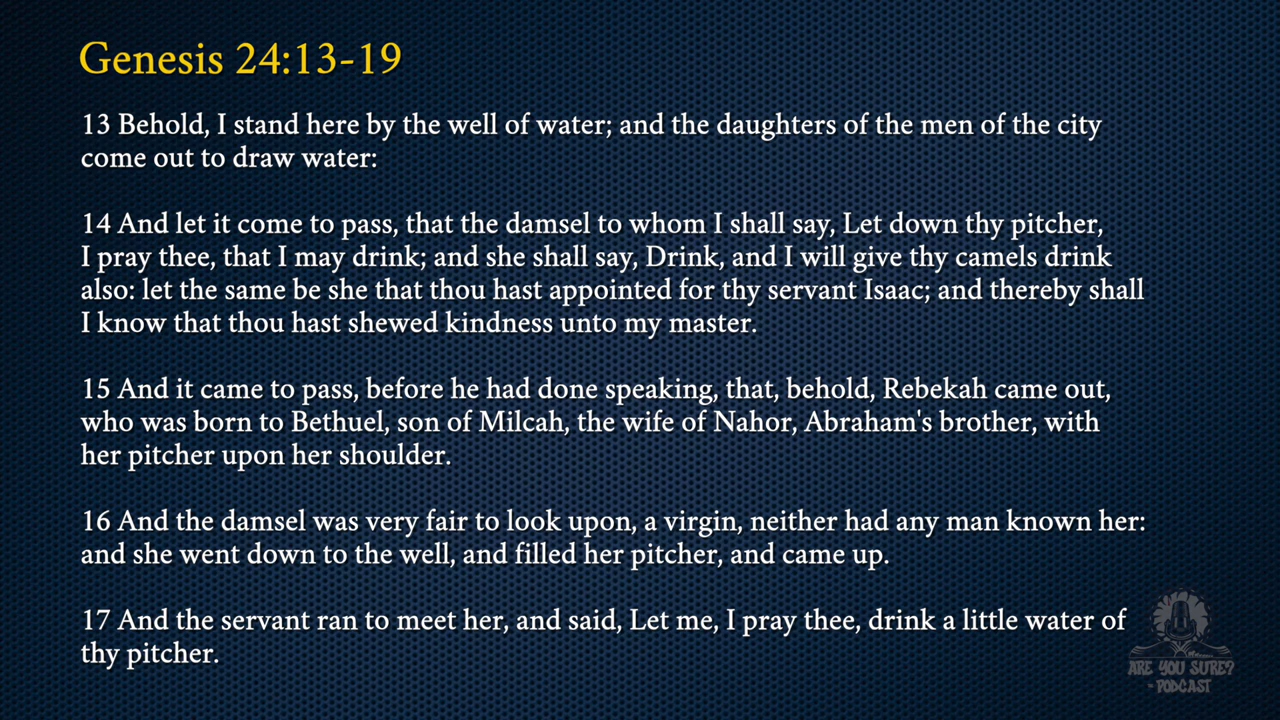 Genesis 24:13-19
13 Behold, I stand here by the well of water; and the daughters of the men of the city
come out to draw water:
14 And let it come to pass, that the damsel to whom I shall say, Let down thy pitcher,
I pray thee, that I may drink; and she shall say, Drink, and I will give thy camels drink
also: let the same be she that thou hast appointed for thy servant Isaac; and thereby shall
I know that thou hast shewed kindness unto my master.
15 And it came to pass, before he had done speaking, that, behold, Rebekah came out,
who was born to Bethuel, son of Milcah, the wife of Nahor, Abraham's brother, with
her pitcher upon her shoulder.
16 And the damsel was very fair to look upon, a virgin, neither had any man known her:
and she went down to the well, and filled her pitcher, and came up.
17 And the servant ran to meet her, and said, Let me, I pray thee, drink a little water of
thy pitcher.
ARE YOU SURE?
PODCAST